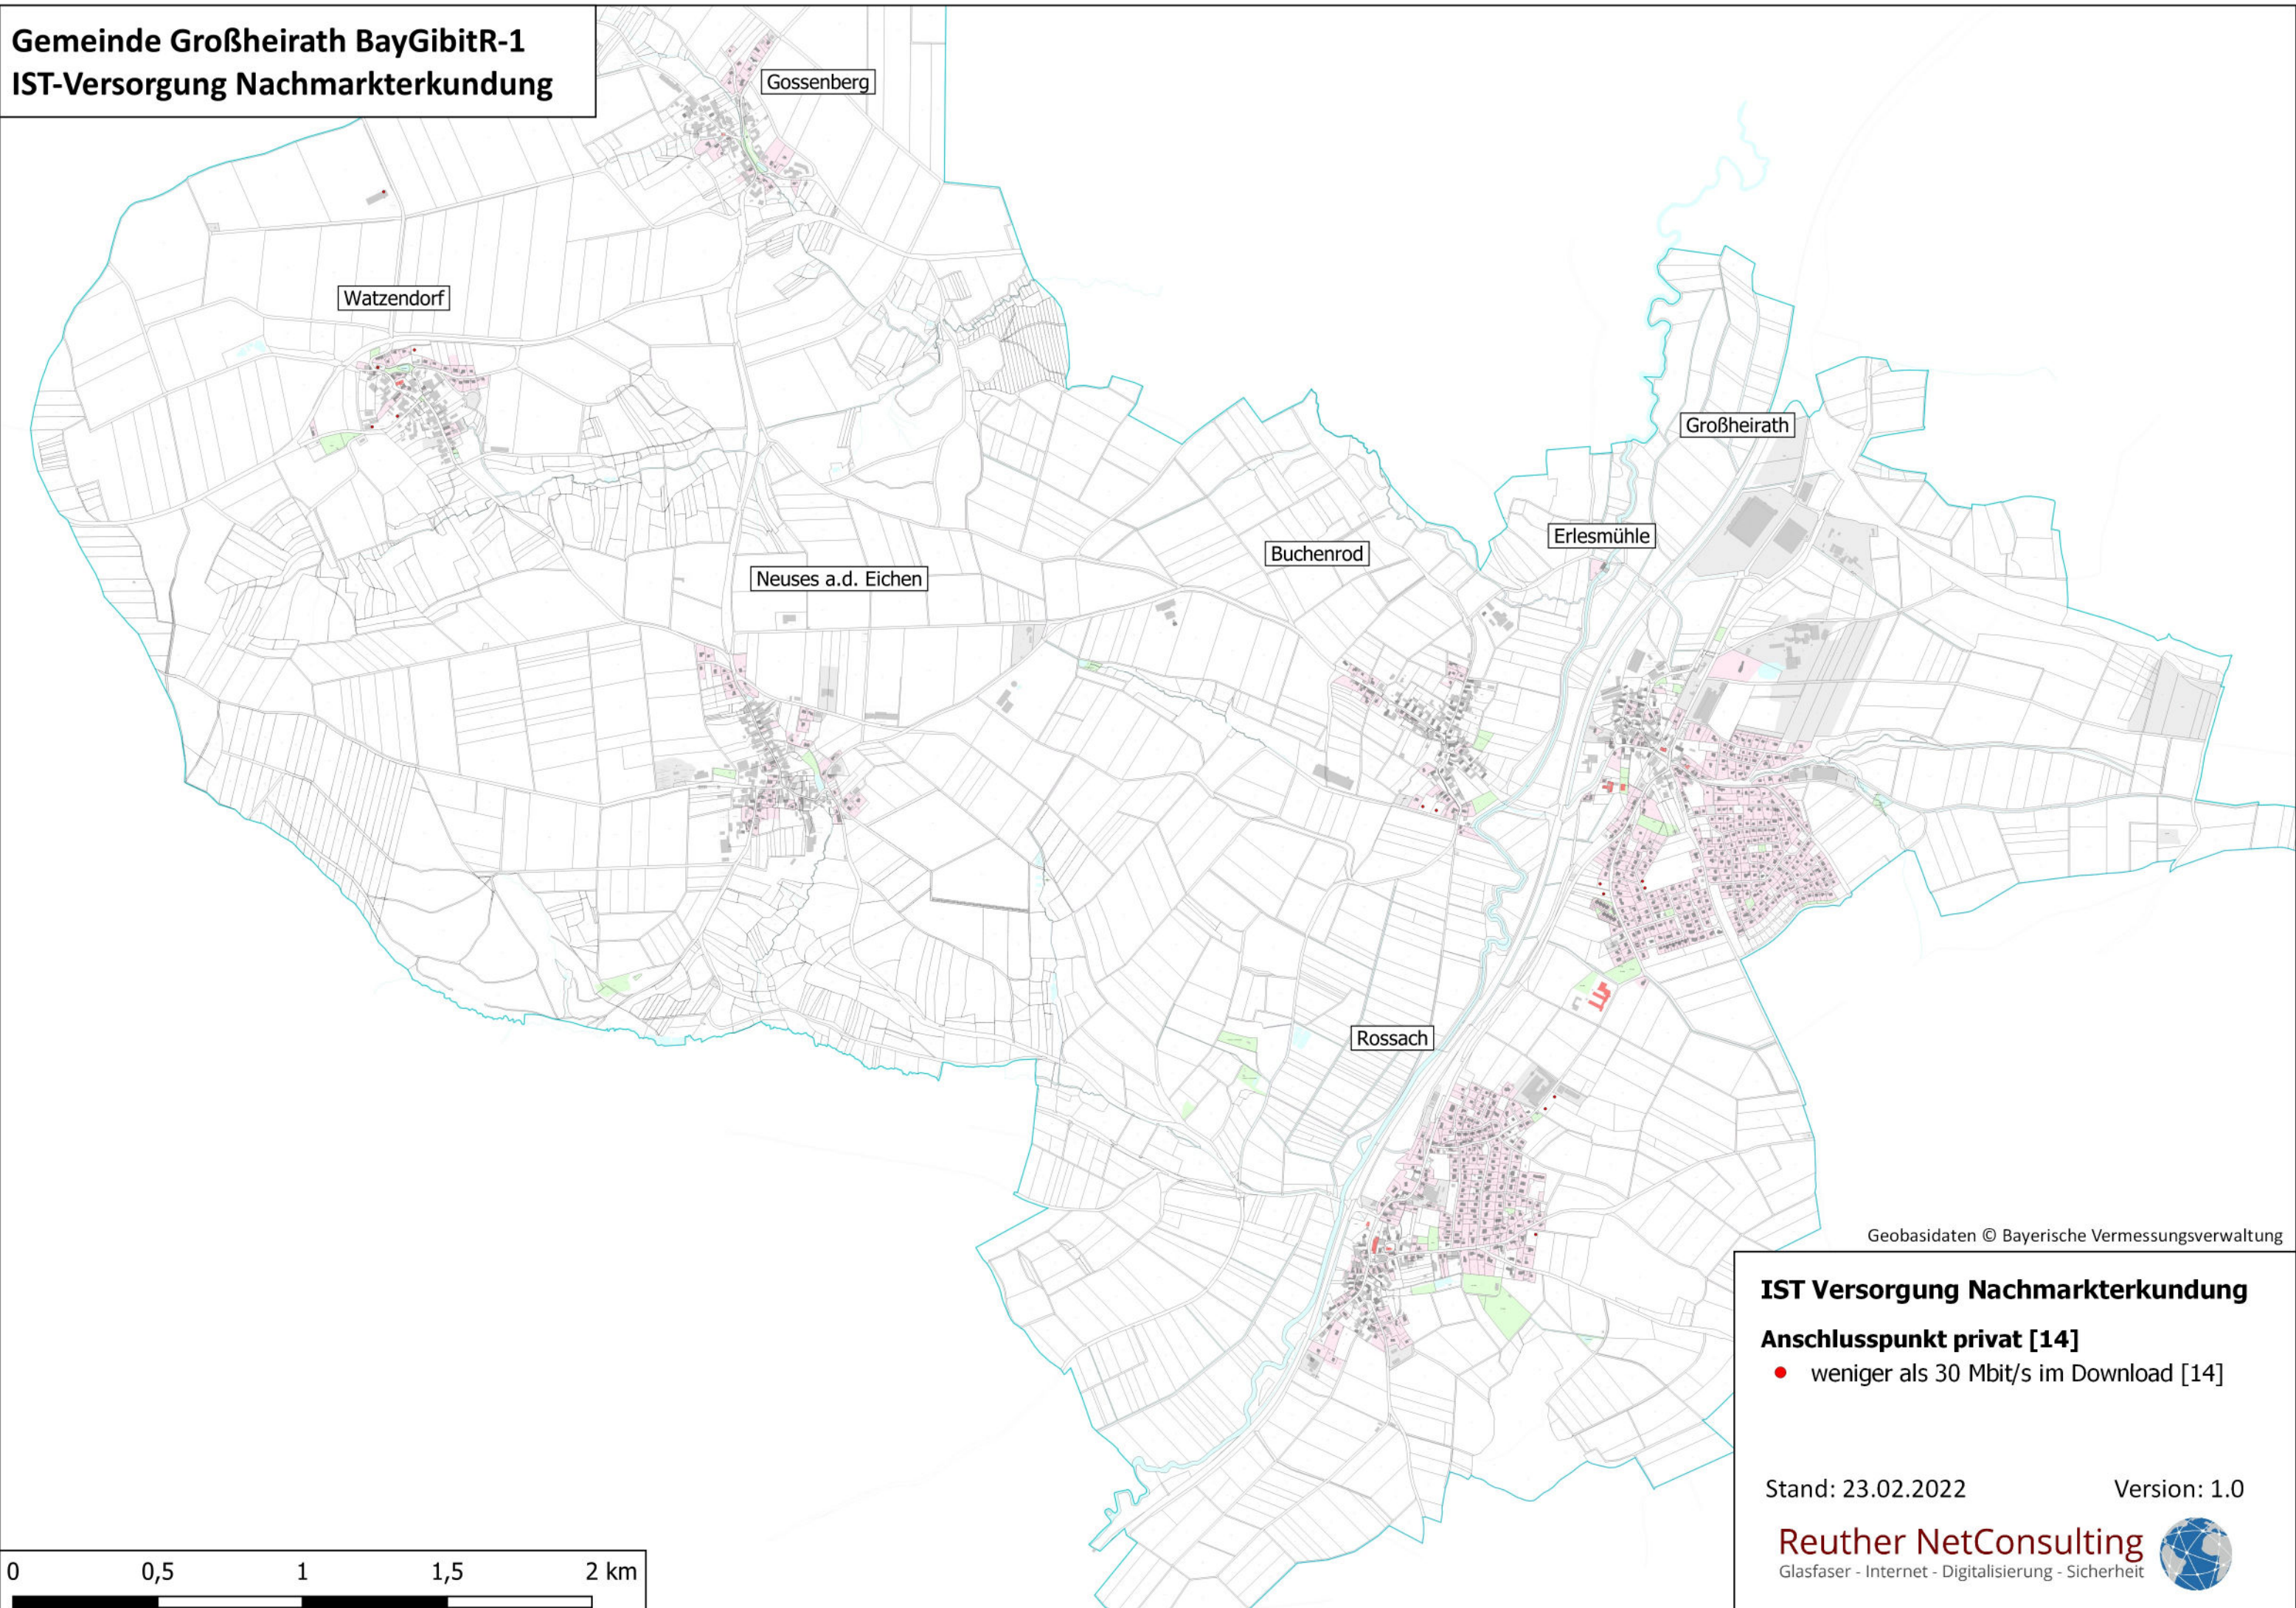 Gemeinde Großheirath BayGibitR-1
IST-Versorgung Nachmarkterkundung
Gossenberg
Watzendorf
Großheirath
Erlesmühle
Buchenrod
Neuses a.d. Eichen
Rossach
Geobasidaten © Bayerische Vermessungsverwaltung
IST Versorgung Nachmarkterkundung
Anschlusspunkt privat [14]
weniger als 30 Mbit/s im Download [14]
Stand: 23.02.2022 Version: 1.0
Reuther NetConsulting
Glasfaser - Internet - Digitalisierung - Sicherheit
0 0,5 1 1,5 2 km